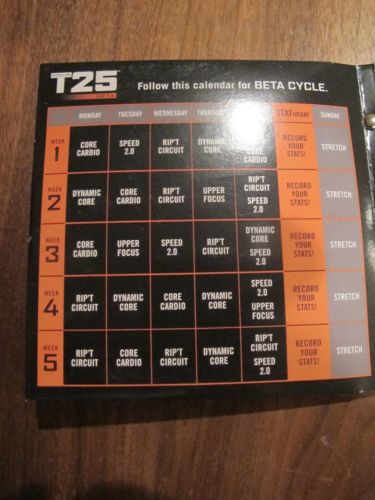 T25
BETA
Follow this calendar for BETA CYCLE.
MONDAY TUESDAY WEDNESDAY STATurday SUNDAY
WEEK 1
CORE CARDIO
SPEED 2.0
RIP'T CIRCUIT
DYNAMIC
CARDIO
RECORD YOUR STATS!
STRETCH
WEEK 2
DYNAMIC CORE
CORE CARDIO
RIP'T CIRCUIT
UPPER FOCUS
RIP'T CIRCUIT
SPEED 2.0
RECORD YOUR STATS!
STRETCH
WEEK 3
CORE CARDIO
UPPER FOCUS
SPEED 2.0
RIP'T CIRCUIT
DYNAMIC CORE
SPEED 2.0
RECORD YOUR STATS!
STRETCH
WEEK 4
RIP'T CIRCUIT
DYNAMIC CORE
CORE CARDIO
DYNAMIC CORE
SPEED 2.0
UPPER FOCUS
RECORD YOUR STATS!
STRETCH
WEEK 5
RIP'T CIRCUIT
CORE CARDIO
RIP'T CIRCUIT
DYNAMIC CORE
RIP'T CIRCUIT
SPEED 2.0
RECORD YOUR STATS!
STRETCH